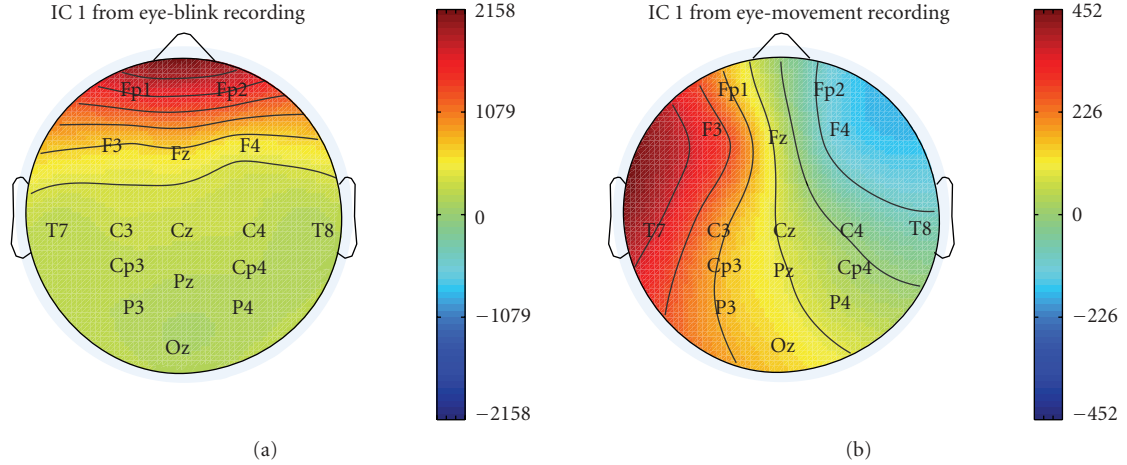 IC 1 from eye-blink recording
2158
1079
0
−1079
−2158
Fp1 Fp2
F3 Fz F4
T7 C3 Cz C4 T8
Cp3 Pz Cp4
P3 P4
Oz
(a)
IC 1 from eye-movement recording
452
226
0
−226
−452
Fp1 Fp2
F3 Fz F4
T7 C3 Cz C4 T8
Cp3 Pz Cp4
P3 P4
Oz
(b)